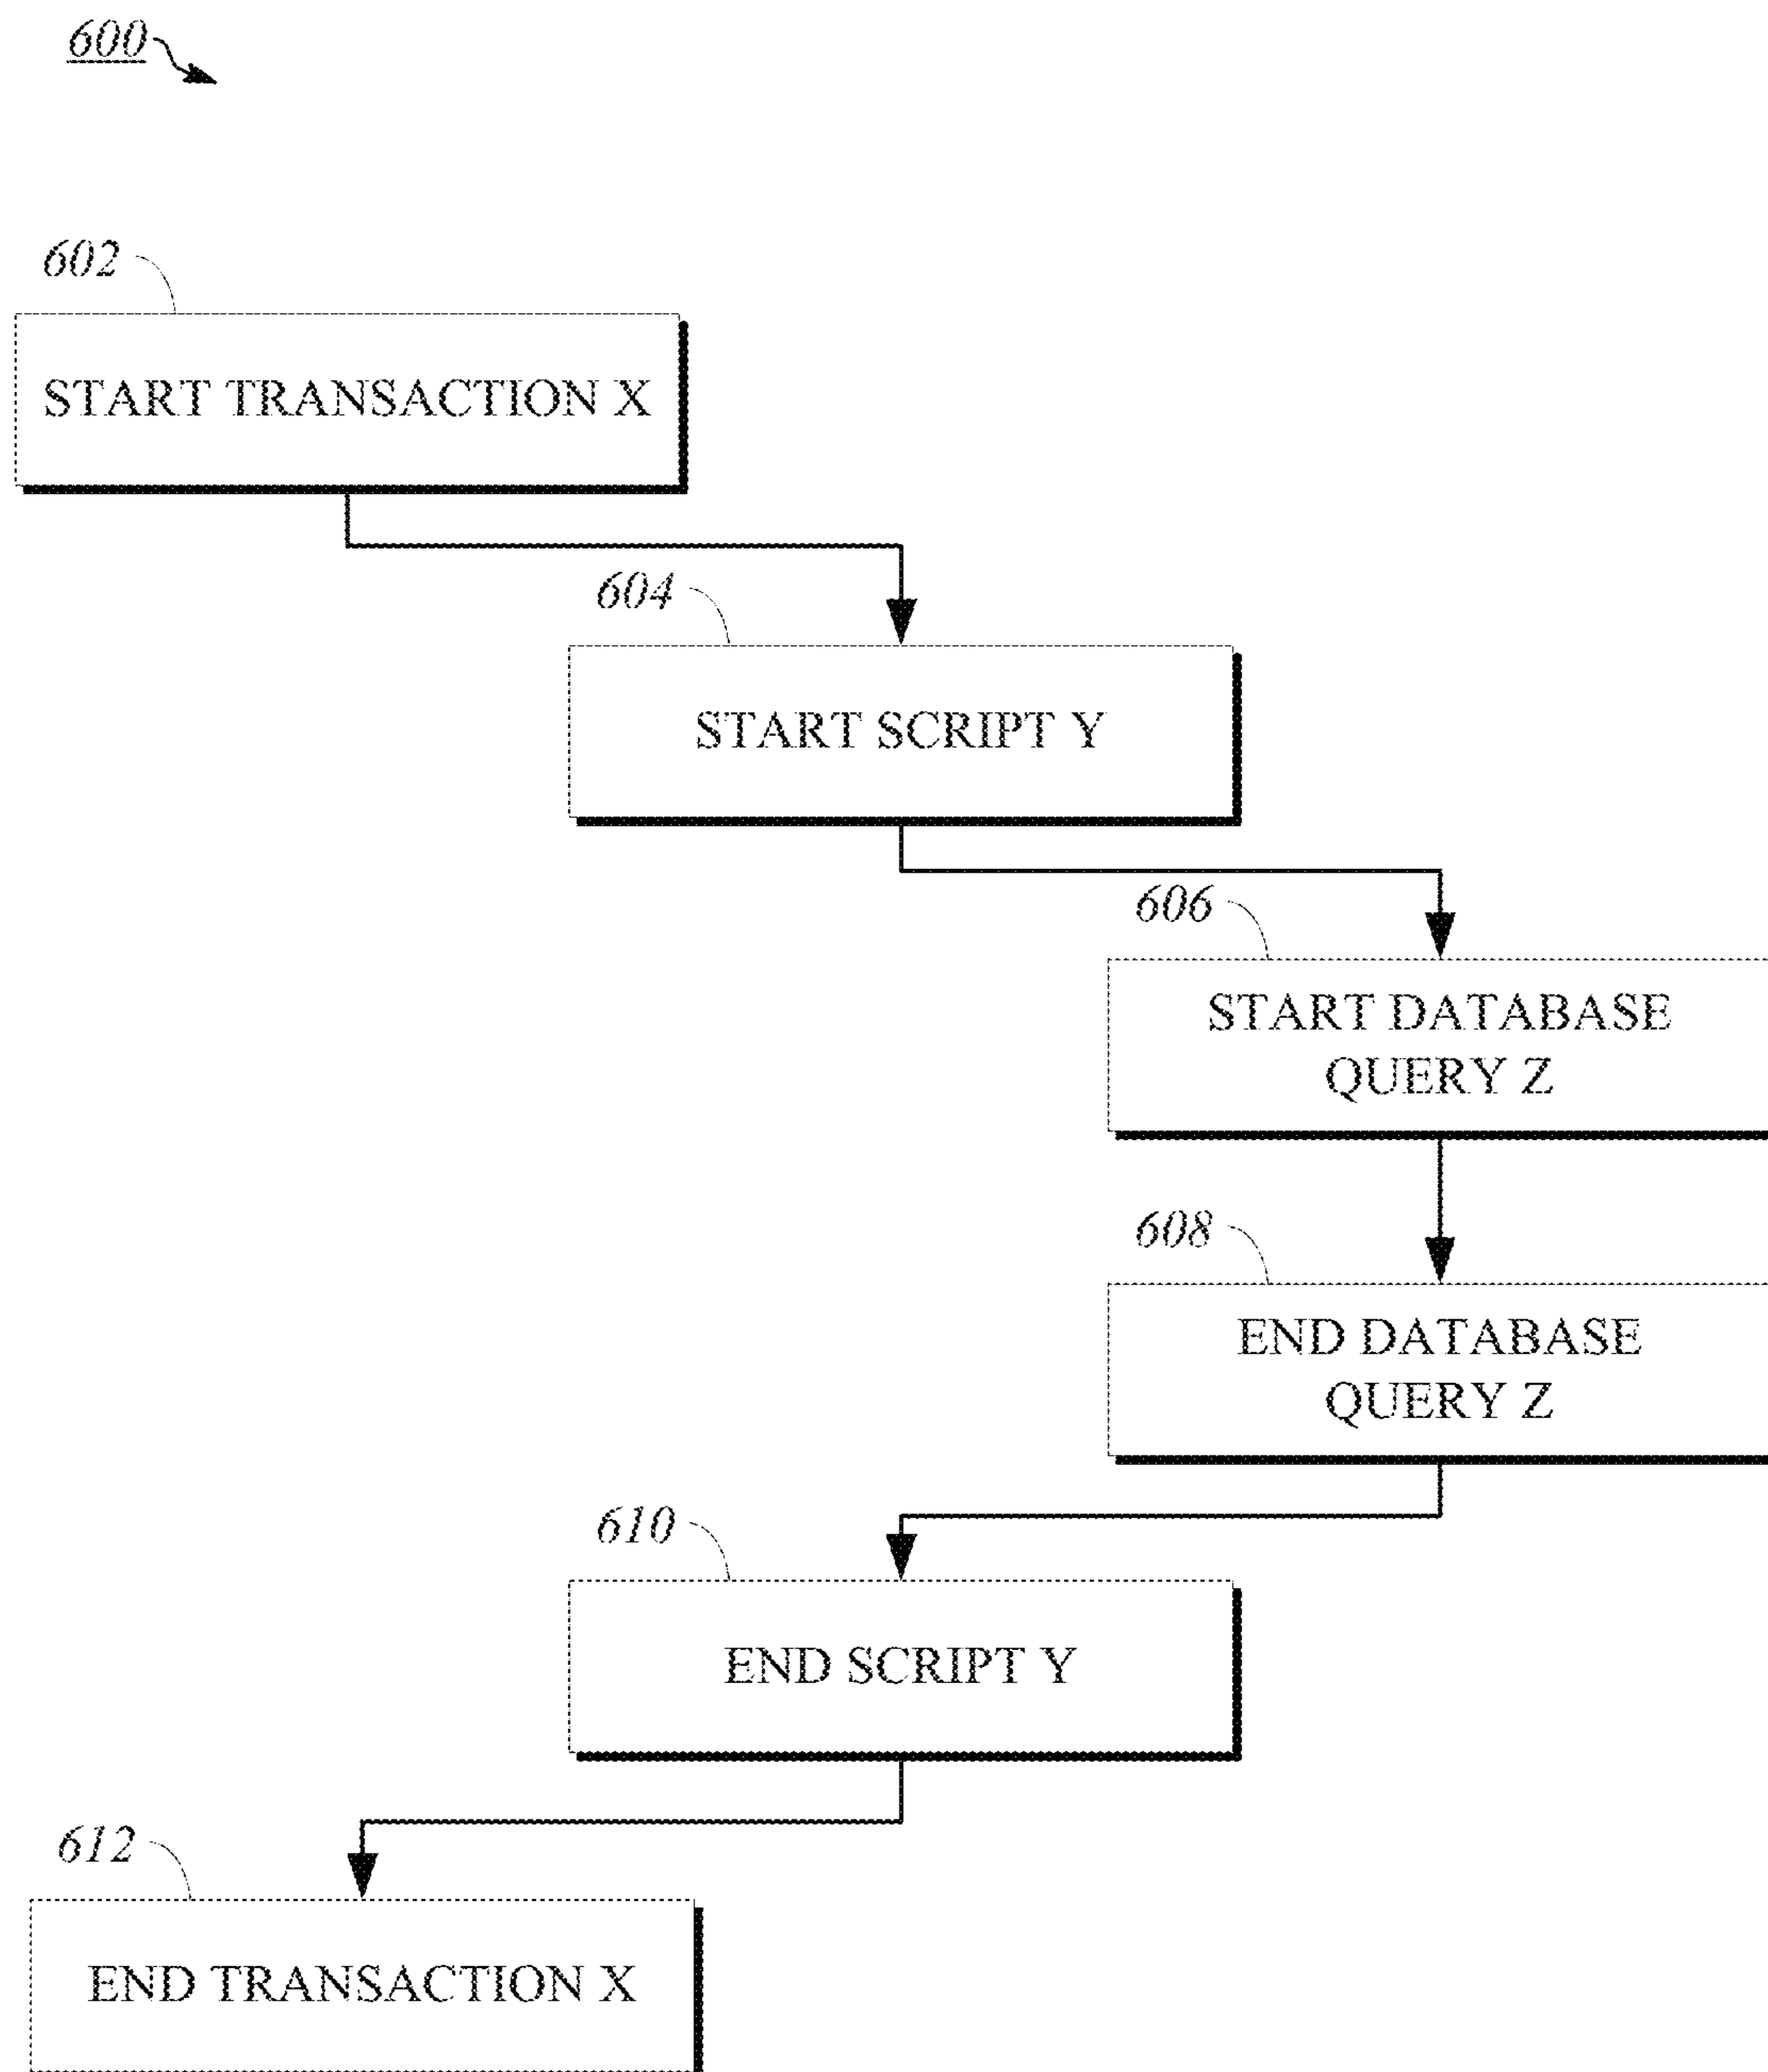 600
602
START TRANSACTION X
604
START SCRIPT Y
606
START DATABASE
QUERY Z
608
END DATABASE
QUERY Z
610
END SCRIPT Y
612
END TRANSACTION X